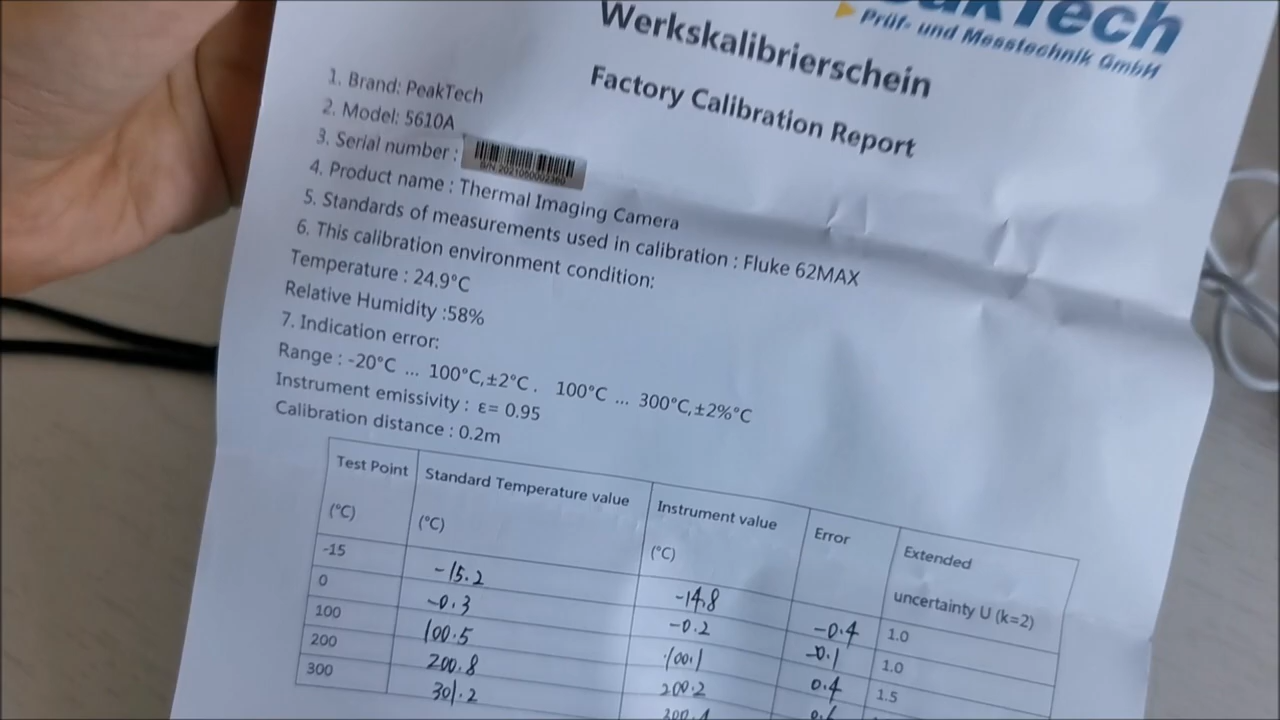 Tech
Prüf- und Messtechnik GmbH
Werkskalibrierschein
Factory Calibration Report
1. Brand: PeakTech
2. Model: 5610A
3. Serial number :
4. Product name : Thermal Imaging Camera
5. Standards of measurements used in calibration : Fluke 62MAX
6. This calibration environment condition:
Temperature : 24.9°C
Relative Humidity :58%
7. Indication error:
Range : -20°C ... 100°C,±2°C . 100°C ... 300°C,±2%°C
Instrument emissivity : ε= 0.95
Calibration distance : 0.2m
Test Point (°C) Standard Temperature value (°C) Instrument value (°C) Error Extended uncertainty U (k=2)
-15 -15.2 -14.8 -0.4 1.0
0 -0.3 -0.2 -0.1 1.0
100 100.5 100.1 0.4 1.5
200 200.8 200.2 0.6
300 301.2